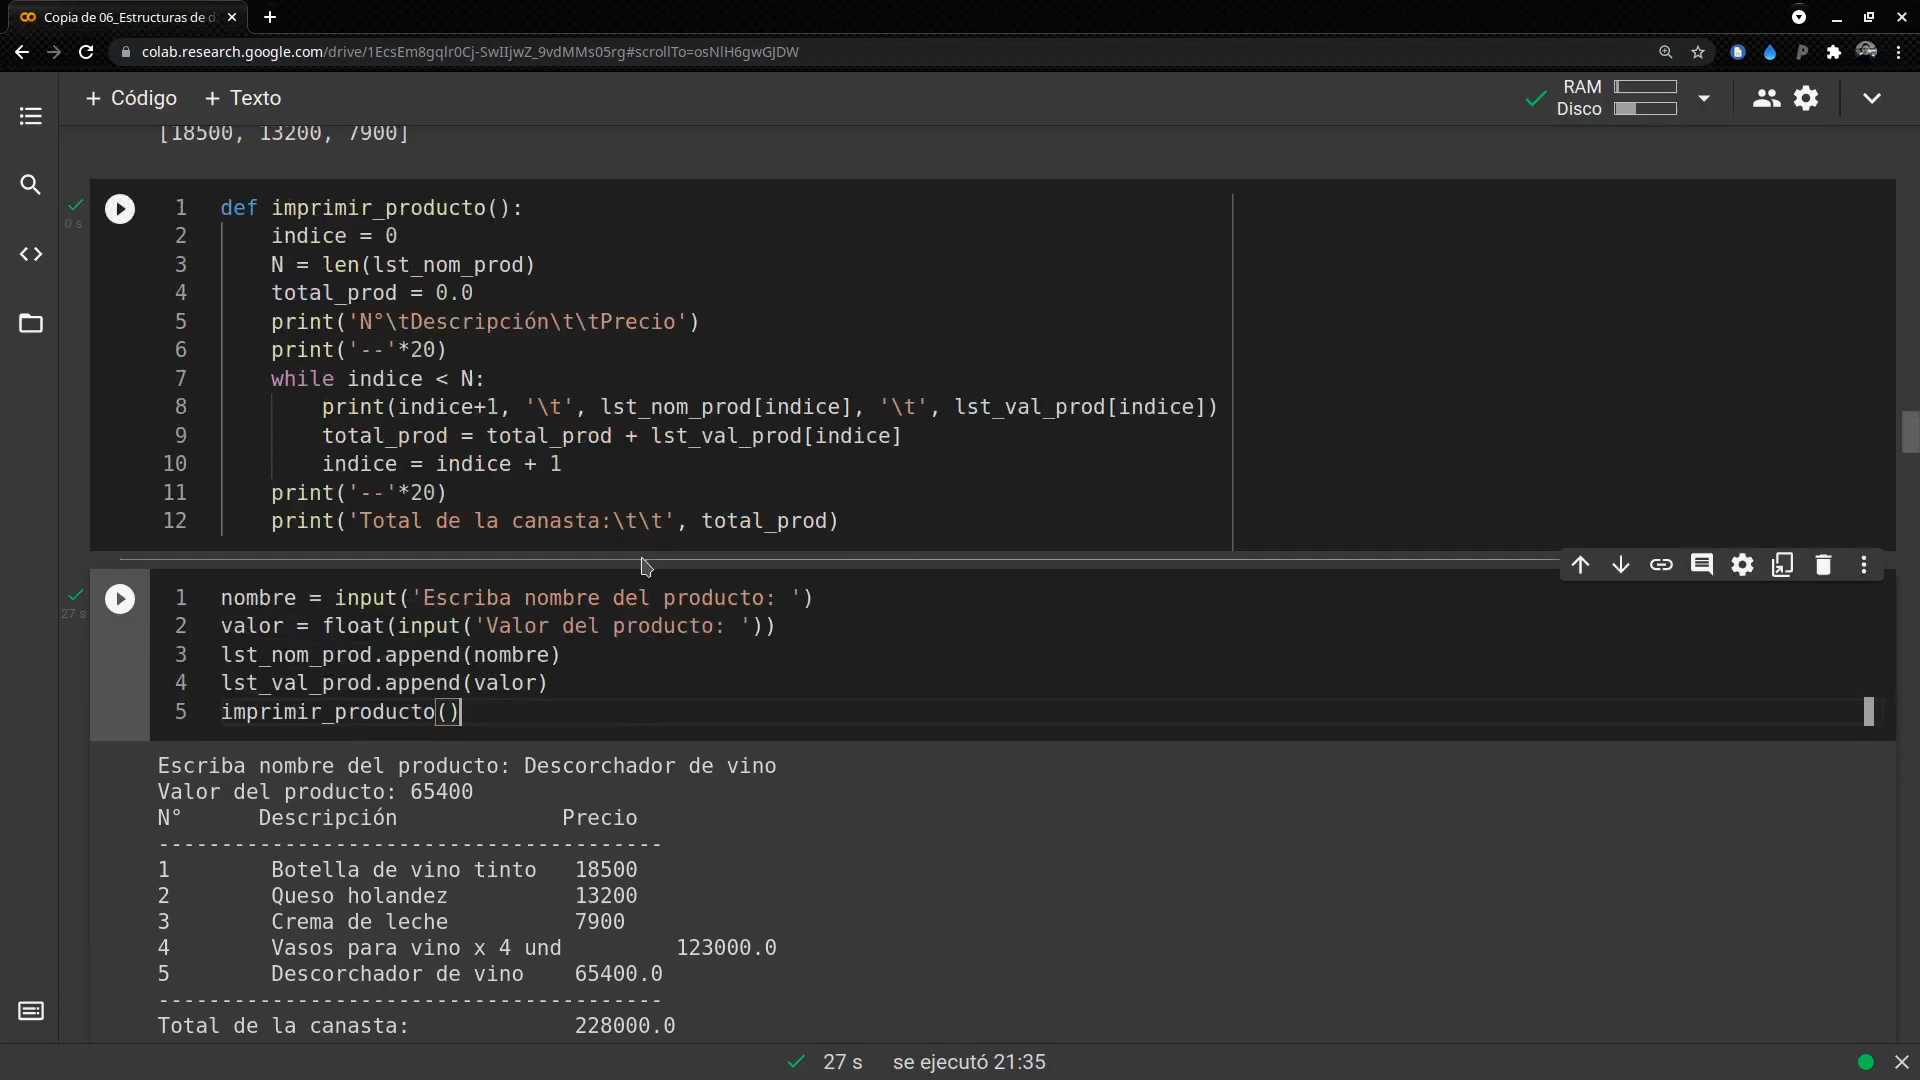 Copia de 06_Estructuras de d
colab.research.google.com/drive/1EcsEm8gqlr0Cj-SwIIjwZ_9vdMMs05rg#scrollTo=osNlH6gwGJDW
+ Código + Texto
RAM
Disco
[18500, 13200, 7900]
0 s
1 def imprimir_producto():
2 indice = 0
3 N = len(lst_nom_prod)
4 total_prod = 0.0
5 print('N°\tDescripción\t\tPrecio')
6 print('--'*20)
7 while indice < N:
8 print(indice+1, '\t', lst_nom_prod[indice], '\t', lst_val_prod[indice])
9 total_prod = total_prod + lst_val_prod[indice]
10 indice = indice + 1
11 print('--'*20)
12 print('Total de la canasta:\t\t', total_prod)
27 s
1 nombre = input('Escriba nombre del producto: ')
2 valor = float(input('Valor del producto: '))
3 lst_nom_prod.append(nombre)
4 lst_val_prod.append(valor)
5 imprimir_producto()
Escriba nombre del producto: Descorchador de vino
Valor del producto: 65400
N° Descripción Precio
----------------------------------------
1 Botella de vino tinto 18500
2 Queso holandez 13200
3 Crema de leche 7900
4 Vasos para vino x 4 und 123000.0
5 Descorchador de vino 65400.0
----------------------------------------
Total de la canasta: 228000.0
27 s se ejecutó 21:35